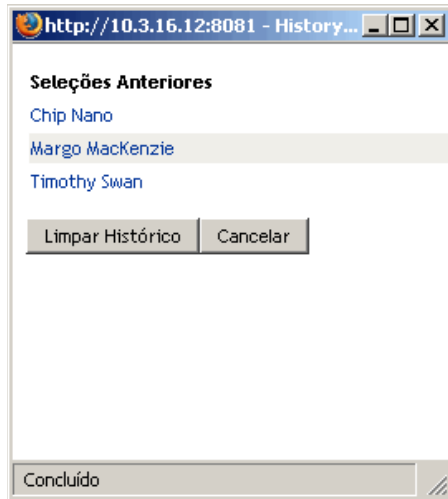 http://10.3.16.12:8081 - History...
Seleções Anteriores
Chip Nano
Margo MacKenzie
Timothy Swan
Limpar Histórico Cancelar
Concluído